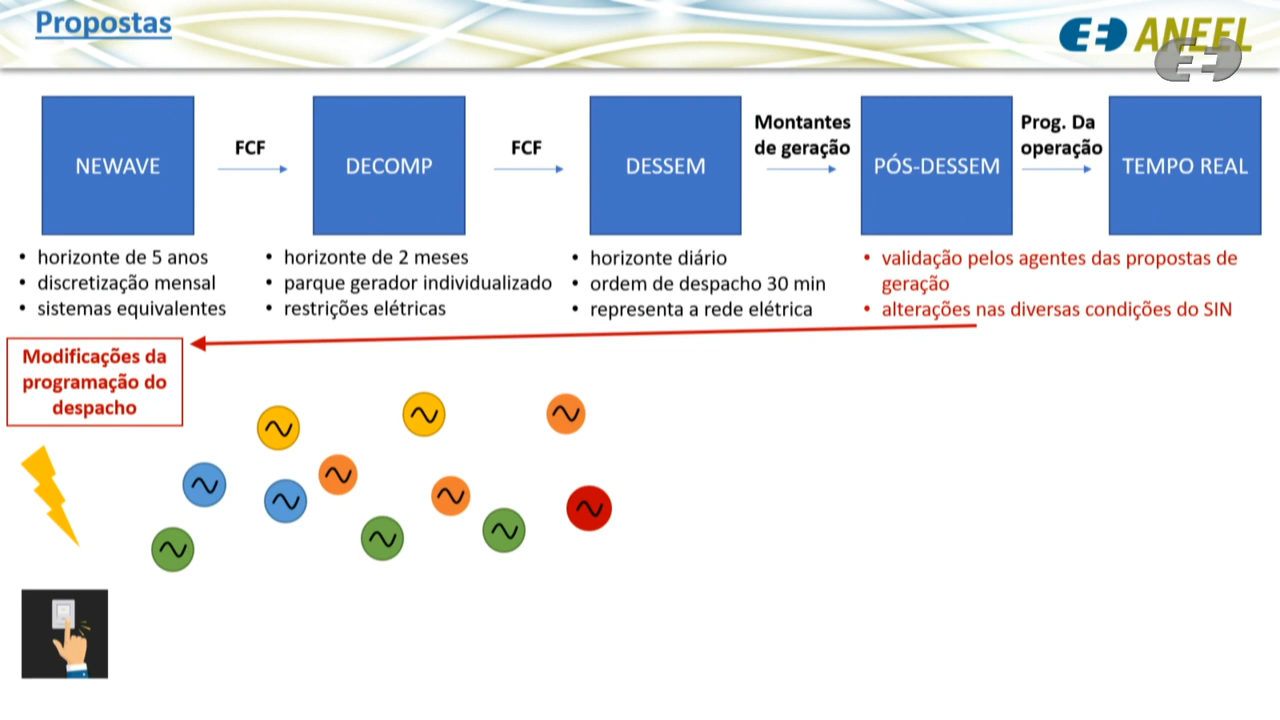 Propostas
ANEEL
NEWAVE
FCF
DECOMP
FCF
DESSEM
Montantes
de geração
PÓS-DESSEM
Prog. Da
operação
TEMPO REAL
• horizonte de 5 anos
• discretização mensal
• sistemas equivalentes
• horizonte de 2 meses
• parque gerador individualizado
• restrições elétricas
• horizonte diário
• ordem de despacho 30 min
• representa a rede elétrica
• validação pelos agentes das propostas de
geração
• alterações nas diversas condições do SIN
Modificações da
programação do
despacho